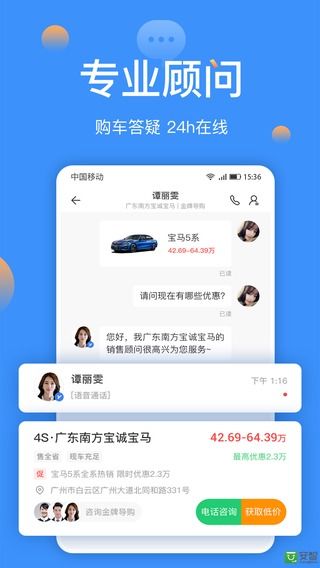 专业顾问
购车答疑 24h在线
中国移动
15:36
谭丽雯
广东南方宝诚宝马 | 金牌导购
宝马5系
42.69-64.39万
已读
请问现在有哪些优惠?
已读
您好，我广东南方宝诚宝马的
销售顾问很高兴为您服务~
谭丽雯
下午 1:16
[语音通话]
4S·广东南方宝诚宝马
42.69-64.39万
售全省
现车充足
最高优惠2.3万
促 宝马5系全系热销 限时优惠2.3万
广州市白云区广州大道北同和路331号
咨询金牌导购
电话咨询
获取低价
安智